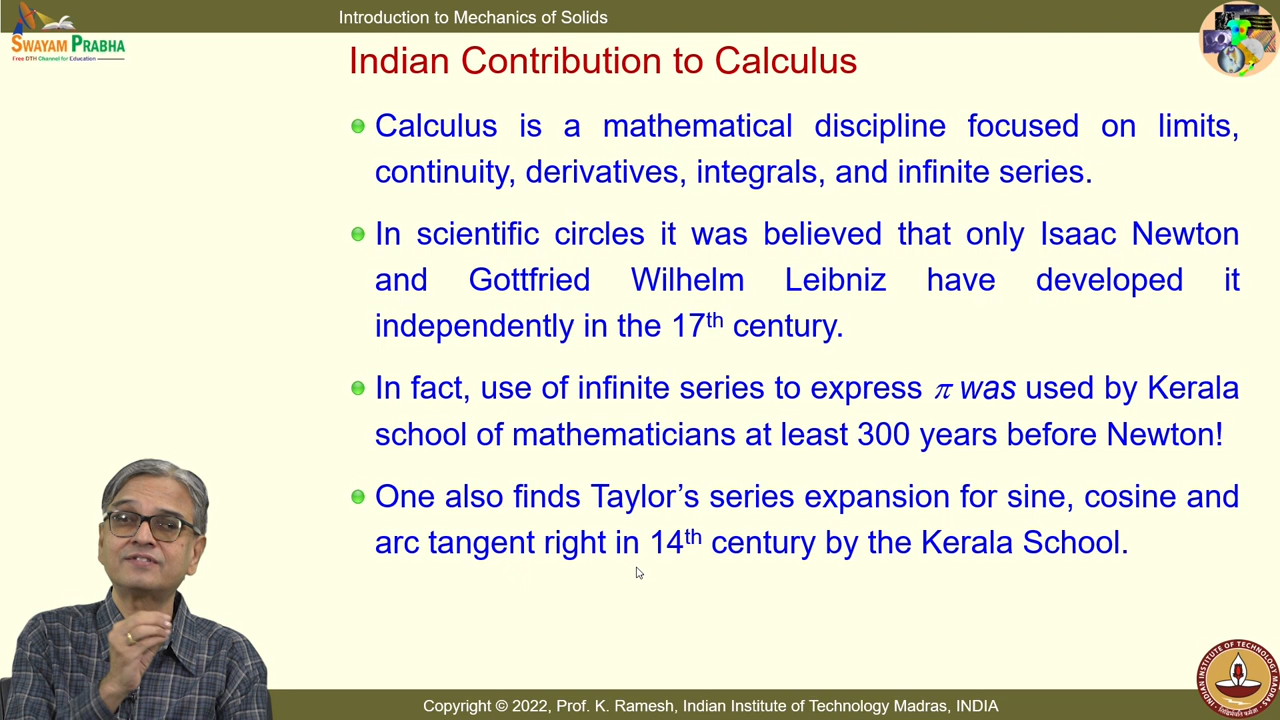 Introduction to Mechanics of Solids
SWAYAM PRABHA
Free DTH Channel for Education
Indian Contribution to Calculus
Calculus is a mathematical discipline focused on limits,
continuity, derivatives, integrals, and infinite series.
In scientific circles it was believed that only Isaac Newton
and Gottfried Wilhelm Leibniz have developed it
independently in the 17th century.
In fact, use of infinite series to express π was used by Kerala
school of mathematicians at least 300 years before Newton!
One also finds Taylor's series expansion for sine, cosine and
arc tangent right in 14th century by the Kerala School.
INDIAN INSTITUTE OF TECHNOLOGY MADRAS
Copyright © 2022, Prof. K. Ramesh, Indian Institute of Technology Madras, INDIA